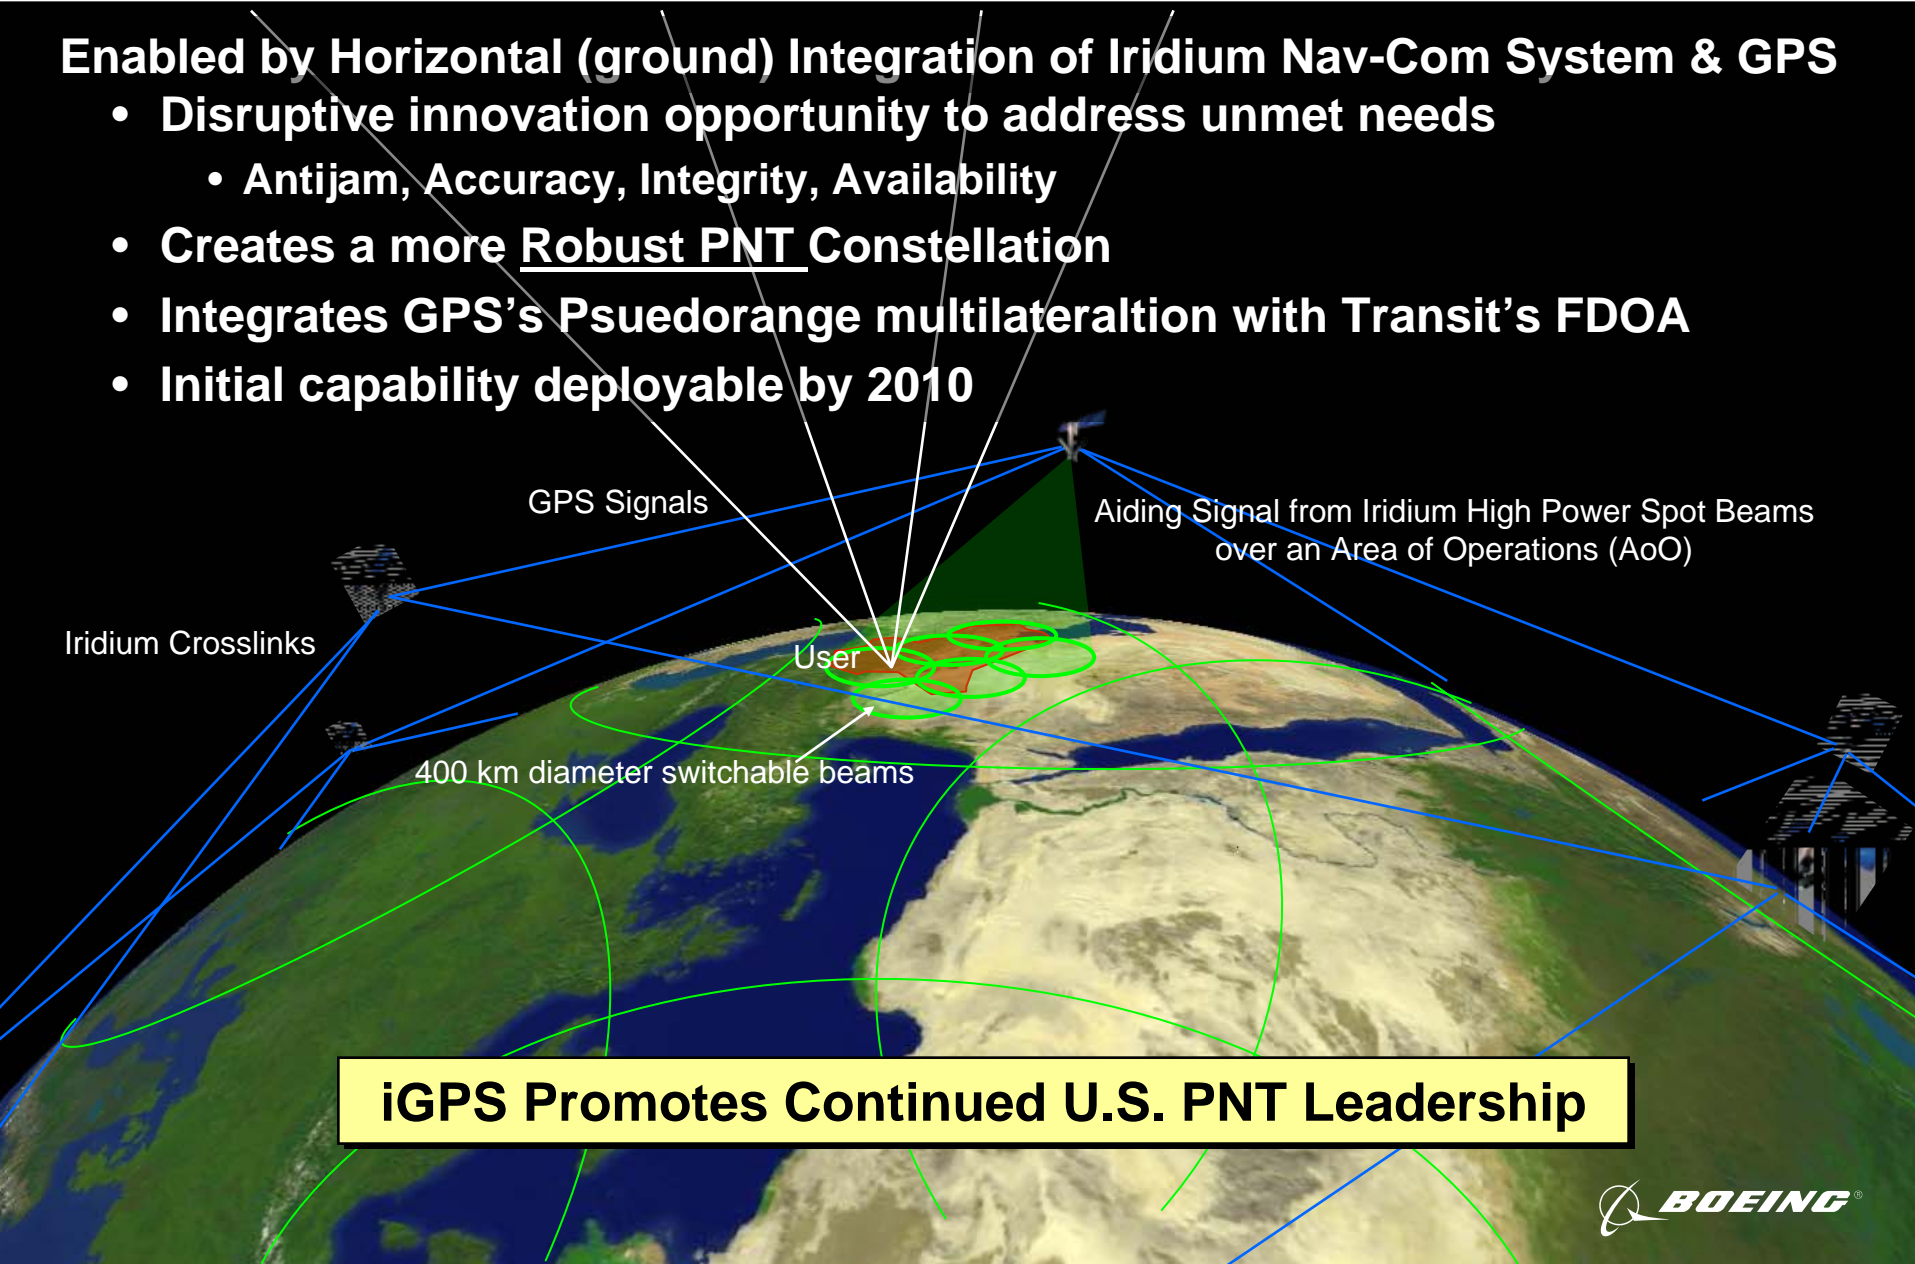 Enabled by Horizontal (ground) Integration of Iridium Nav-Com System & GPS
• Disruptive innovation opportunity to address unmet needs
• Antijam, Accuracy, Integrity, Availability
• Creates a more Robust PNT Constellation
• Integrates GPS's Psuedorange multilateraltion with Transit's FDOA
• Initial capability deployable by 2010
GPS Signals
Aiding Signal from Iridium High Power Spot Beams
over an Area of Operations (AoO)
Iridium Crosslinks
User
400 km diameter switchable beams
iGPS Promotes Continued U.S. PNT Leadership
BOEING®